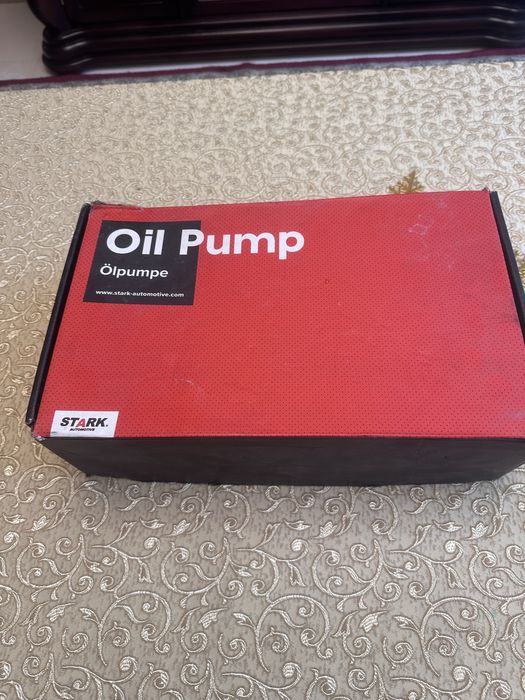 Oil Pump
Ölpumpe
www.stark-automotive.com
STARK.
AUTOMOTIVE